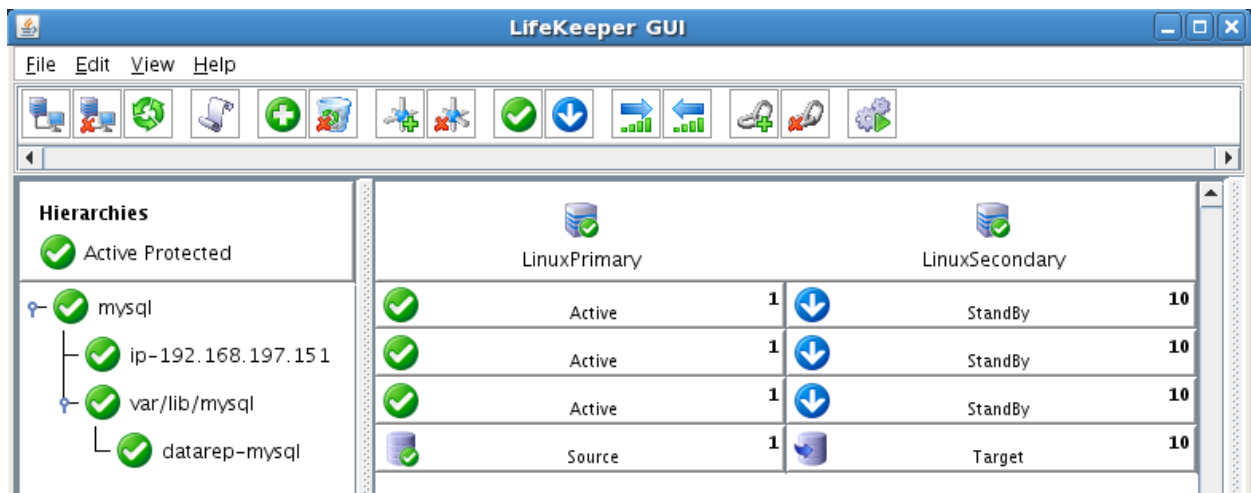 LifeKeeper GUI
File Edit View Help
Hierarchies
Active Protected
LinuxPrimary LinuxSecondary
mysql Active 1 StandBy 10
ip-192.168.197.151 Active 1 StandBy 10
var/lib/mysql Active 1 StandBy 10
datarep-mysql Source 1 Target 10